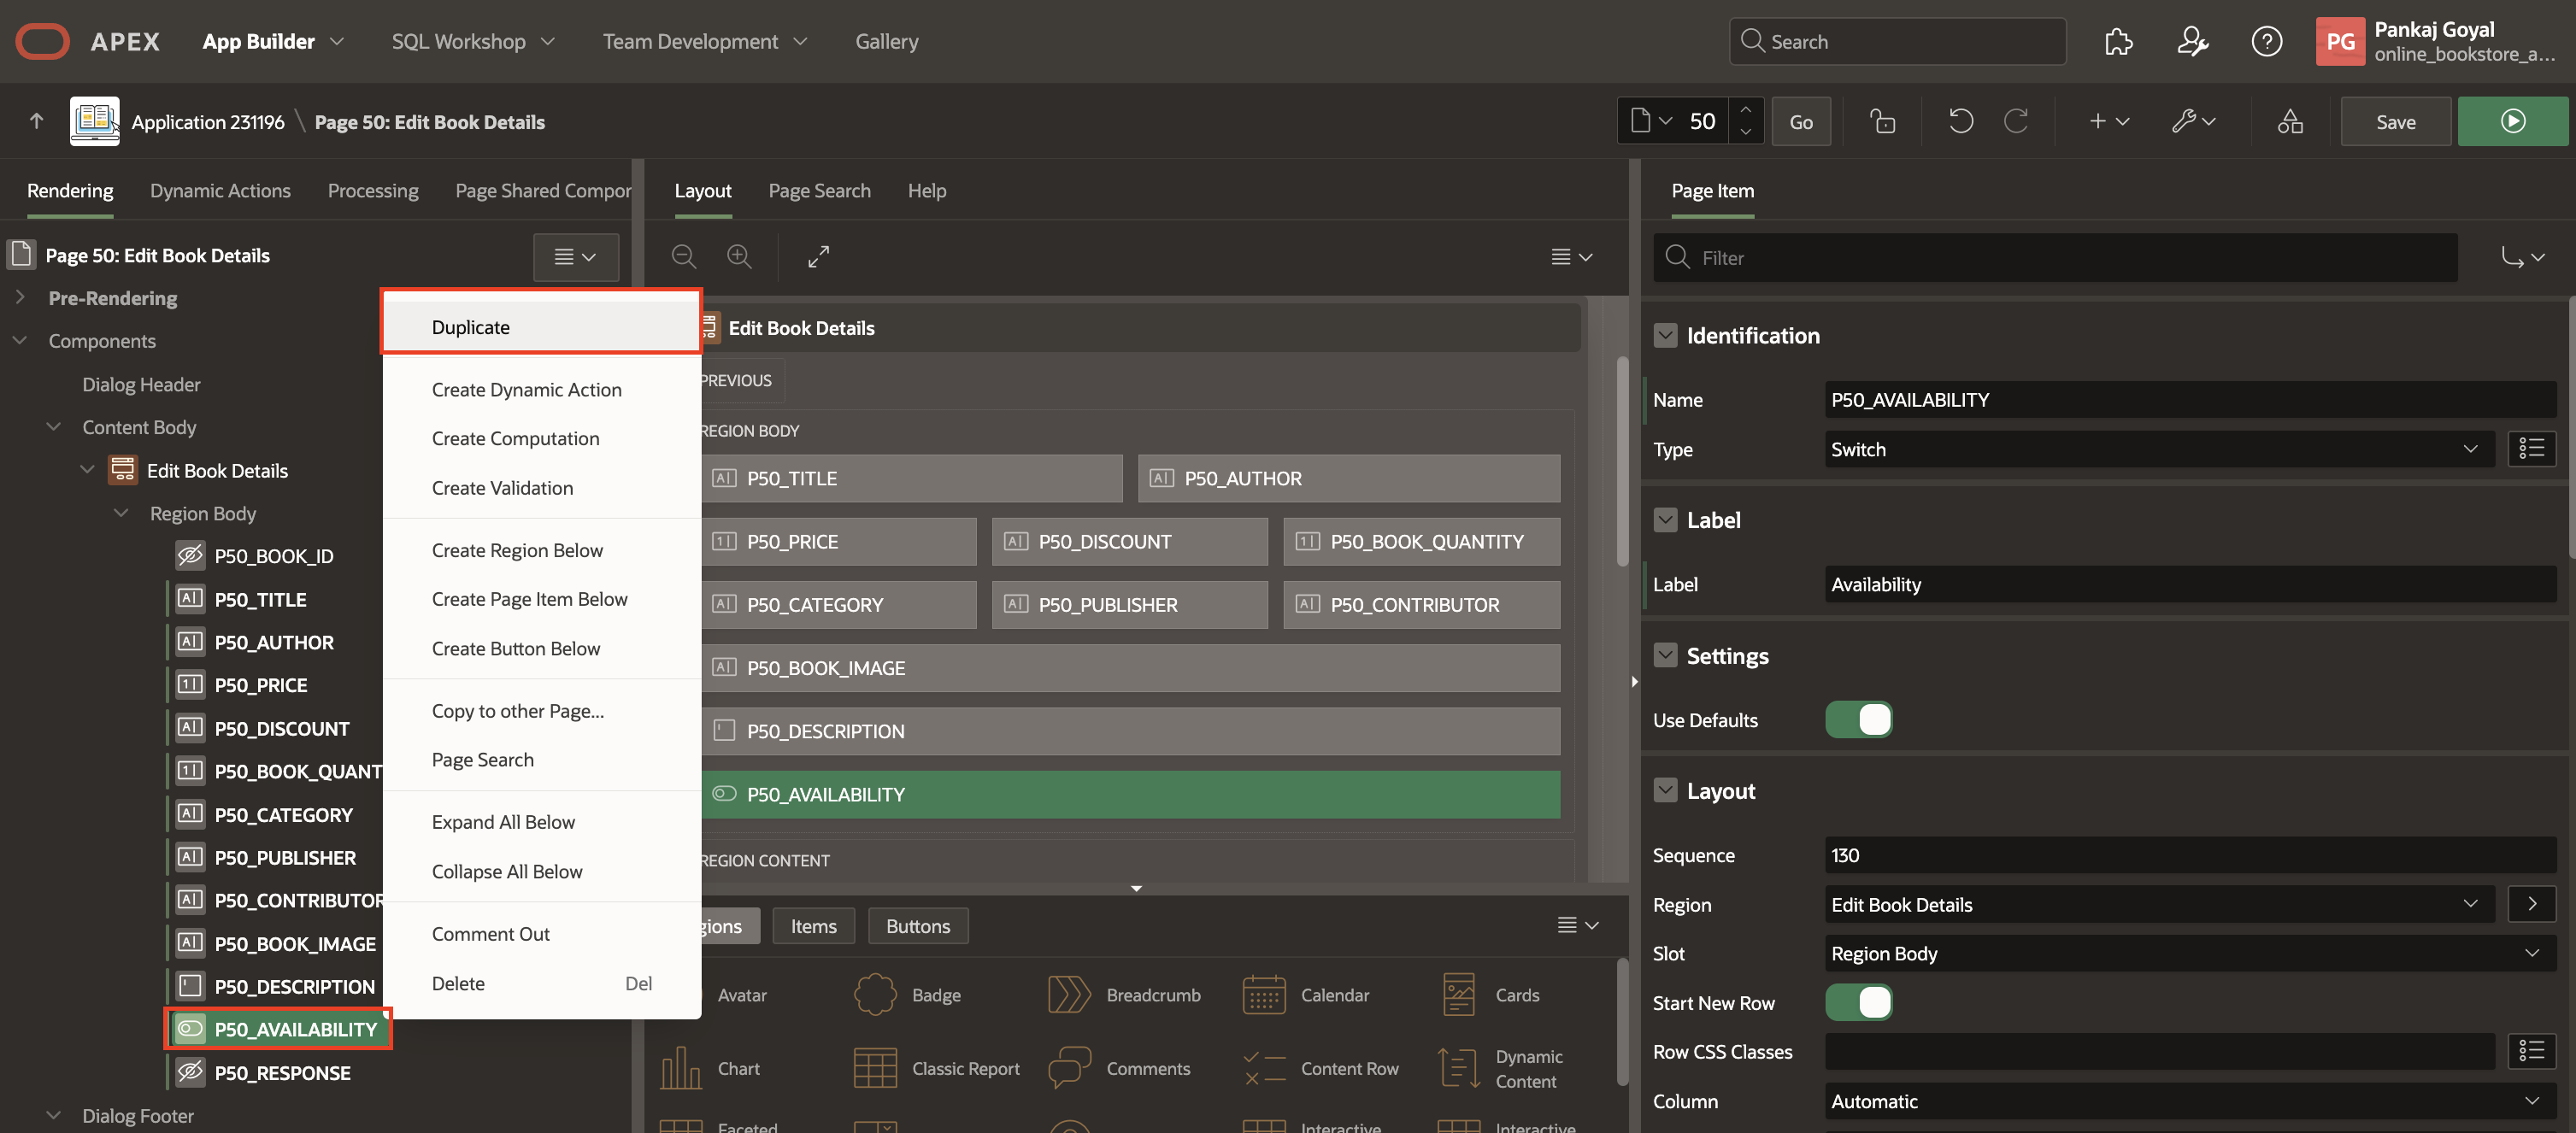 APEX App Builder SQL Workshop Team Development Gallery Search PG Pankaj Goyal
online_bookstore_a...
Application 231196 \ Page 50: Edit Book Details 50 Go Save
Rendering Dynamic Actions Processing Page Shared Compor
Page 50: Edit Book Details
Pre-Rendering
Components
Dialog Header
Content Body
Edit Book Details
Region Body
P50_BOOK_ID
P50_TITLE
P50_AUTHOR
P50_PRICE
P50_DISCOUNT
P50_BOOK_QUANT
P50_CATEGORY
P50_PUBLISHER
P50_CONTRIBUTOR
P50_BOOK_IMAGE
P50_DESCRIPTION
P50_AVAILABILITY
P50_RESPONSE
Dialog Footer
Duplicate
Create Dynamic Action
Create Computation
Create Validation
Create Region Below
Create Page Item Below
Create Button Below
Copy to other Page...
Page Search
Expand All Below
Collapse All Below
Comment Out
Delete Del
Layout Page Search Help
Edit Book Details
PREVIOUS
REGION BODY
P50_TITLE P50_AUTHOR
P50_PRICE P50_DISCOUNT P50_BOOK_QUANTITY
P50_CATEGORY P50_PUBLISHER P50_CONTRIBUTOR
P50_BOOK_IMAGE
P50_DESCRIPTION
P50_AVAILABILITY
REGION CONTENT
gions Items Buttons
Avatar Badge Breadcrumb Calendar Cards
Chart Classic Report Comments Content Row Dynamic
Content
Faceted Interactive Interactive
Page Item
Filter
Identification
Name P50_AVAILABILITY
Type Switch
Label
Label Availability
Settings
Use Defaults
Layout
Sequence 130
Region Edit Book Details
Slot Region Body
Start New Row
Row CSS Classes
Column Automatic